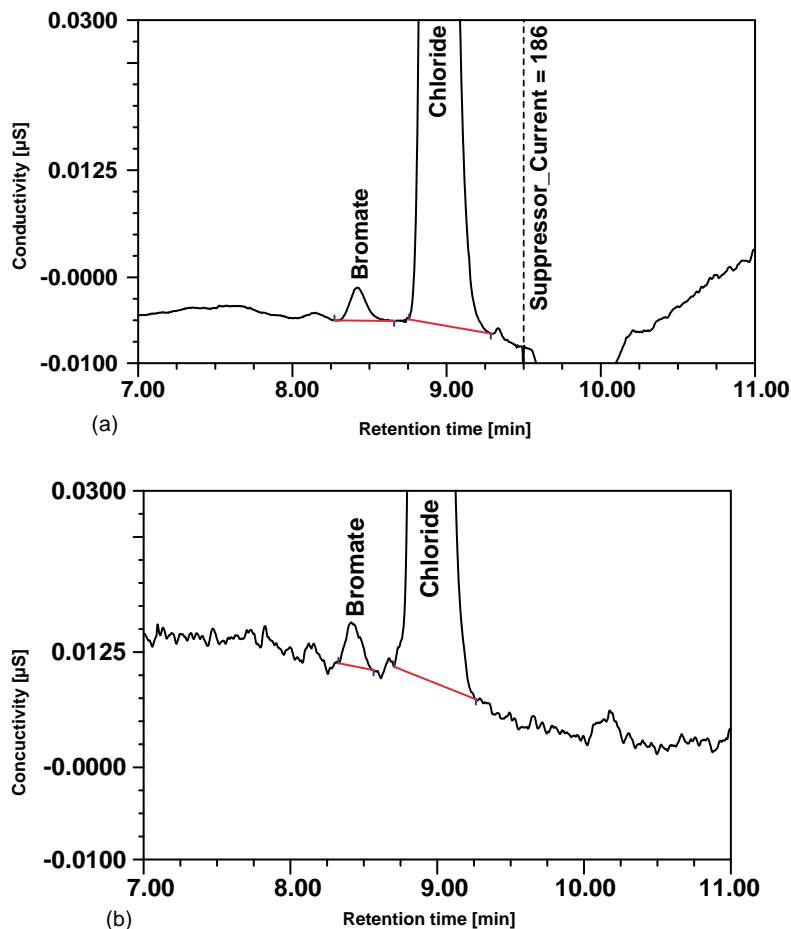 0.0300
0.0125
-0.0000
-0.0100
Conductivity [µS]
Bromate
Chloride
Suppressor_Current = 186
7.00 8.00 9.00 10.00 11.00
(a)
Retention time [min]
0.0300
0.0125
-0.0000
-0.0100
Concuctivity [µS]
Bromate
Chloride
7.00 8.00 9.00 10.00 11.00
(b)
Retention time [min]